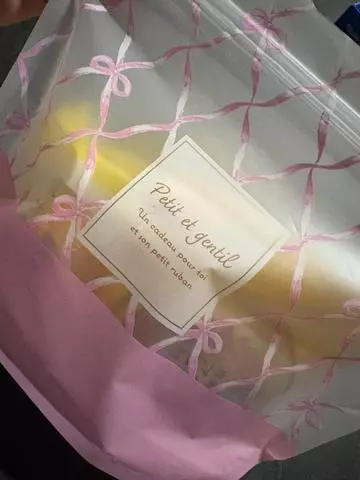 Petit et gentil
Un cadeau pour toi
et son petit ruban